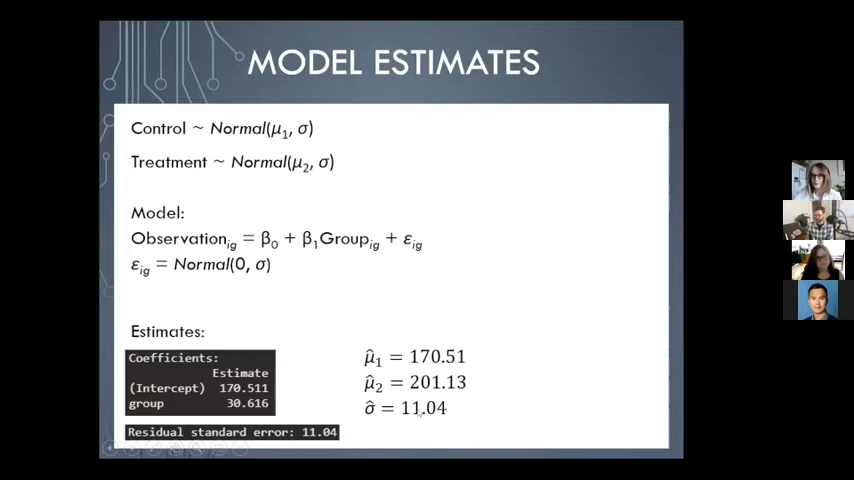 MODEL ESTIMATES
Control ~ Normal(μ₁, σ)
Treatment ~ Normal(μ₂, σ)
Model:
Observationᵢg = β₀ + β₁Groupᵢg + εᵢg
εᵢg = Normal(0, σ)
Estimates:
Coefficients:
Estimate
(Intercept) 170.511
group 30.616
Residual standard error: 11.04
μ̂₁ = 170.51
μ̂₂ = 201.13
σ̂ = 11.04